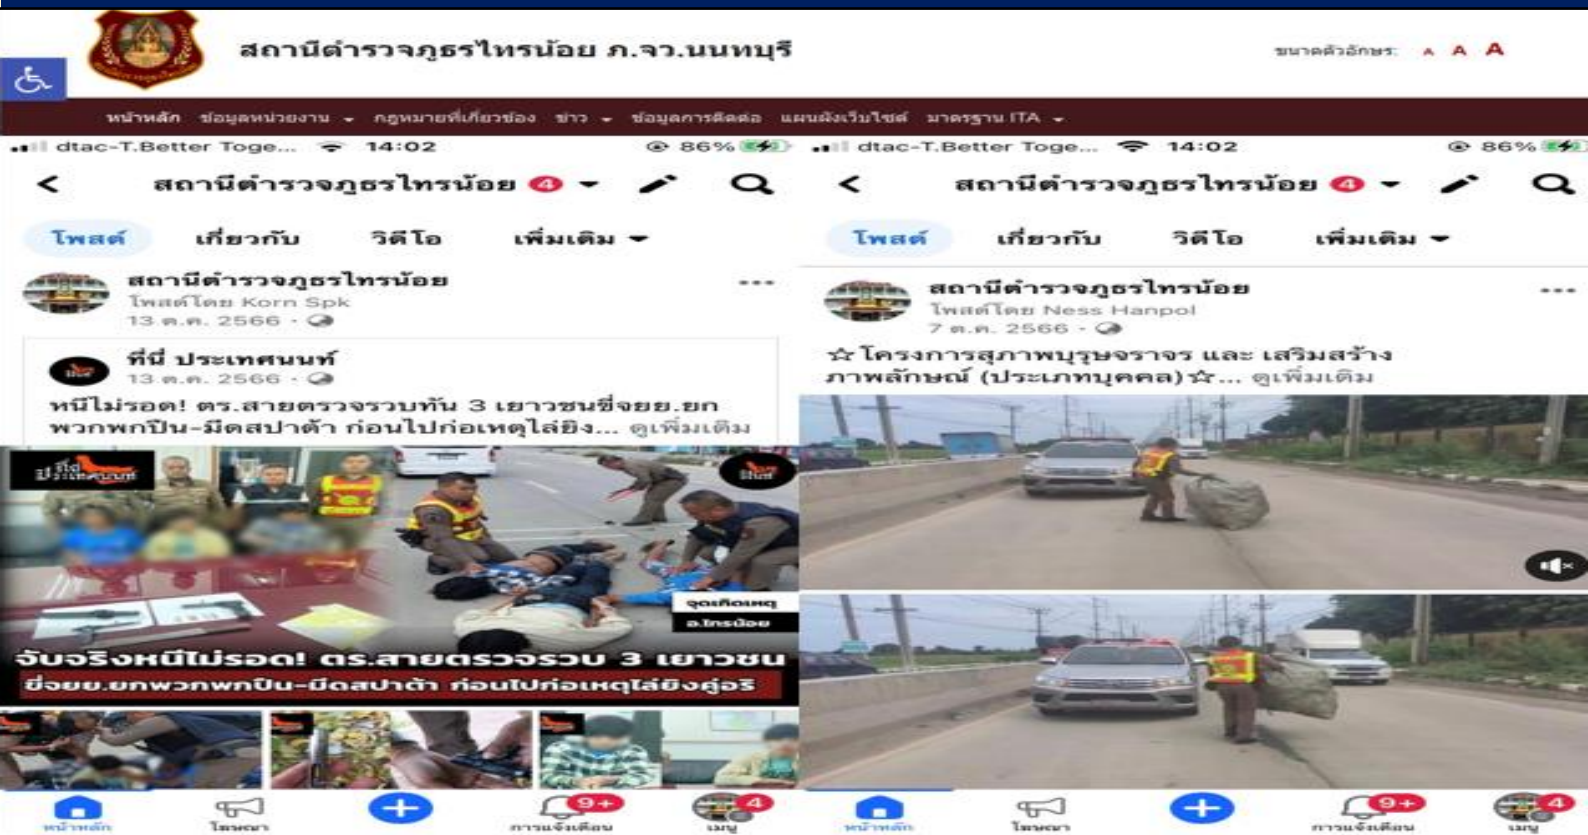 สถานีตำรวจภูธรไทรน้อย ภ.จว.นนทบุรี
ขนาดตัวอักษร: A A A
หน้าหลัก ข้อมูลหน่วยงาน กฎหมายที่เกี่ยวข้อง ข่าว ข้อมูลการติดต่อ แผนผังเว็บไซต์ มาตรฐาน ITA
dtac-T.Better Toge... 14:02 86%
สถานีตำรวจภูธรไทรน้อย 4
โพสต์ เกี่ยวกับ วิดีโอ เพิ่มเติม
สถานีตำรวจภูธรไทรน้อย
โพสต์โดย Korn Spk
13 ต.ค. 2566 ·
ที่นี่ ประเทศนนท์
13 ต.ค. 2566 ·
หนีไม่รอด! ตร.สายตรวจรวบทัน 3 เยาวชนขี่จยย.ยก
พวกพกปืน-มีดสปาต้า ก่อนไปก่อเหตุไล่ยิง... ดูเพิ่มเติม
ที่นี่
ประเทศนนท์
จุดเกิดเหตุ
อ.ไทรน้อย
จับจริงหนีไม่รอด! ตร.สายตรวจรวบ 3 เยาวชน
ขี่จยย.ยกพวกพกปืน-มีดสปาต้า ก่อนไปก่อเหตุไล่ยิงคู่อริ
หน้าหลัก โฆษณา 9+ การแจ้งเตือน 4 เมนู
dtac-T.Better Toge... 14:02 86%
สถานีตำรวจภูธรไทรน้อย 4
โพสต์ เกี่ยวกับ วิดีโอ เพิ่มเติม
สถานีตำรวจภูธรไทรน้อย
โพสต์โดย Ness Hanpol
7 ต.ค. 2566 ·
☆ โครงการสุภาพบุรุษจราจร และ เสริมสร้าง
ภาพลักษณ์ (ประเภทบุคคล)☆... ดูเพิ่มเติม
หน้าหลัก โฆษณา 9+ การแจ้งเตือน 4 เมนู